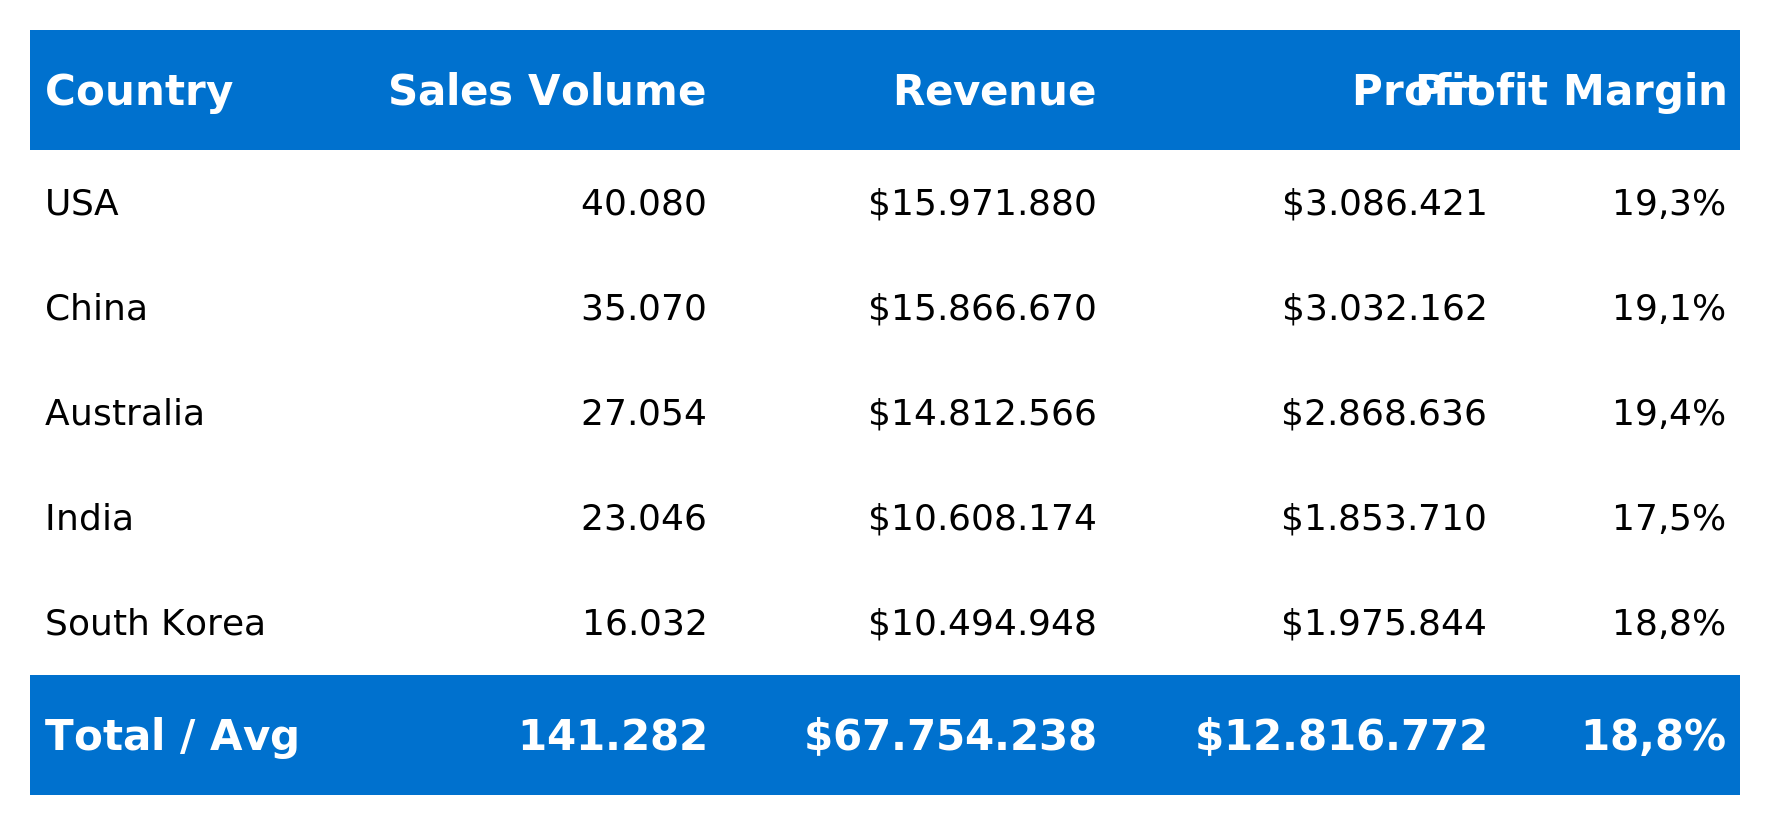 Country Sales Volume Revenue Profit Profit Margin
USA 40.080 $15.971.880 $3.086.421 19,3%
China 35.070 $15.866.670 $3.032.162 19,1%
Australia 27.054 $14.812.566 $2.868.636 19,4%
India 23.046 $10.608.174 $1.853.710 17,5%
South Korea 16.032 $10.494.948 $1.975.844 18,8%
Total / Avg 141.282 $67.754.238 $12.816.772 18,8%